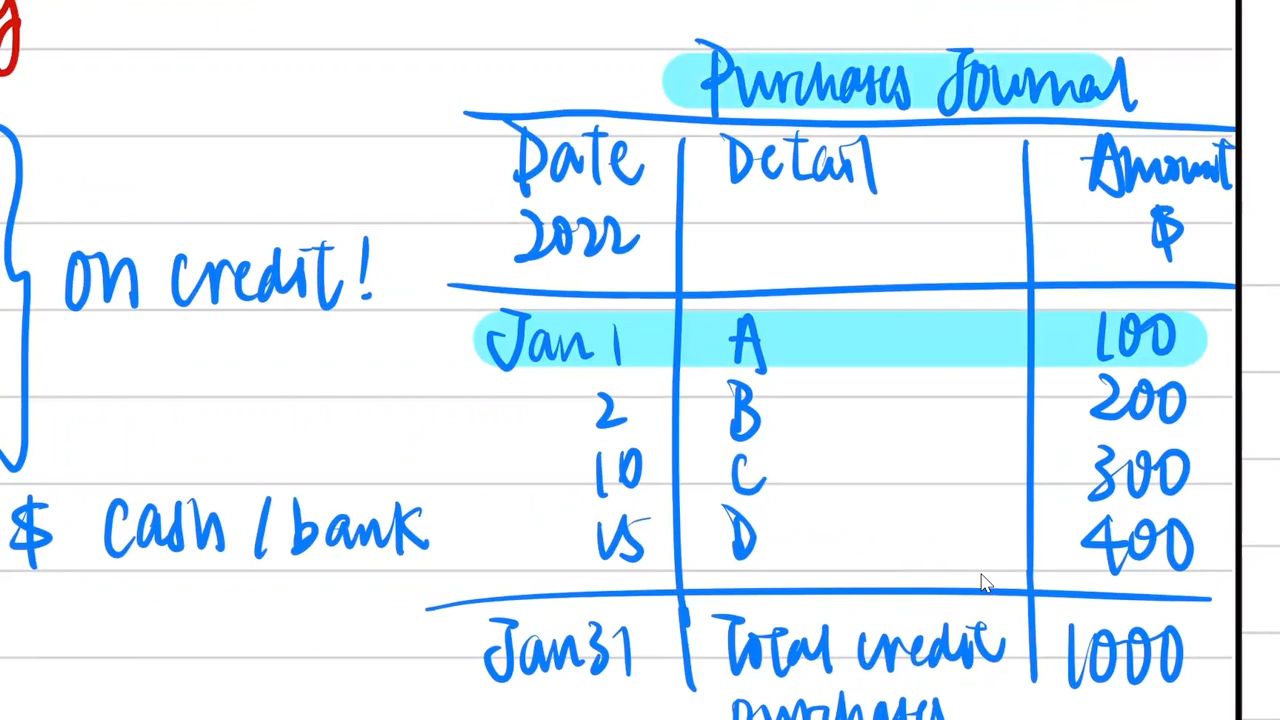 Purchases Journal
Date Detail Amount
2022 $
on credit!
Jan 1 A 100
2 B 200
10 C 300
$ cash / bank
15 D 400
Jan 31 Total credit 1000
purchases